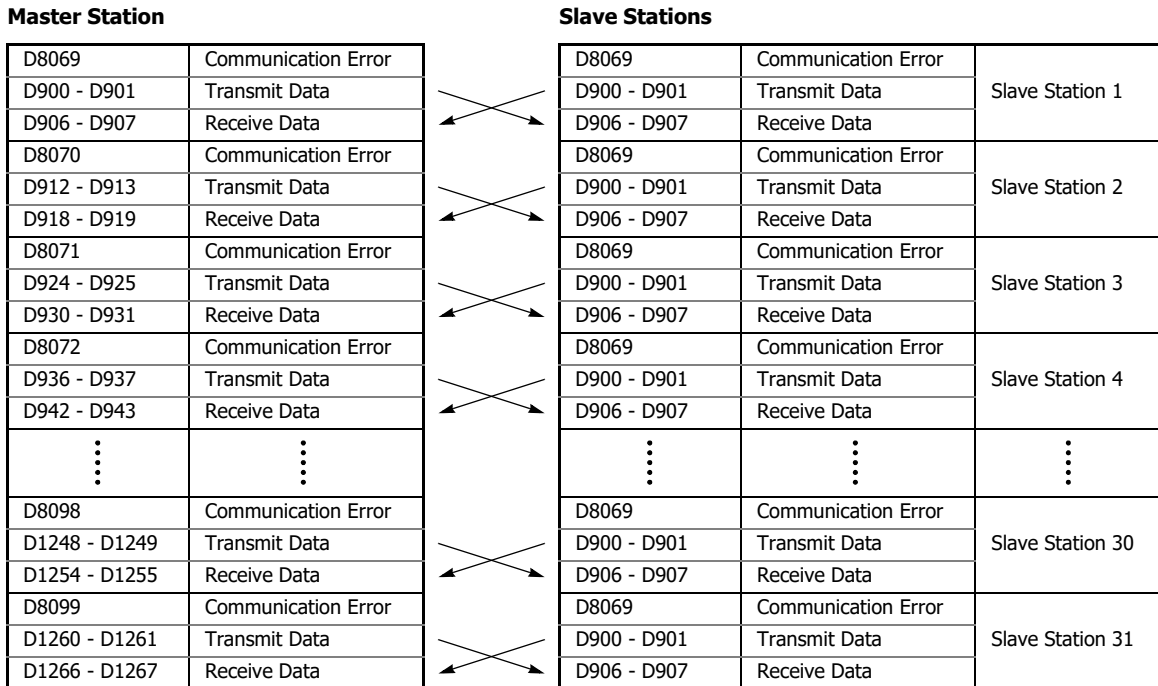 Master Station Slave Stations
D8069 Communication Error D8069 Communication Error
D900 - D901 Transmit Data D900 - D901 Transmit Data Slave Station 1
D906 - D907 Receive Data D906 - D907 Receive Data
D8070 Communication Error D8069 Communication Error
D912 - D913 Transmit Data D900 - D901 Transmit Data Slave Station 2
D918 - D919 Receive Data D906 - D907 Receive Data
D8071 Communication Error D8069 Communication Error
D924 - D925 Transmit Data D900 - D901 Transmit Data Slave Station 3
D930 - D931 Receive Data D906 - D907 Receive Data
D8072 Communication Error D8069 Communication Error
D936 - D937 Transmit Data D900 - D901 Transmit Data Slave Station 4
D942 - D943 Receive Data D906 - D907 Receive Data
D8098 Communication Error D8069 Communication Error
D1248 - D1249 Transmit Data D900 - D901 Transmit Data Slave Station 30
D1254 - D1255 Receive Data D906 - D907 Receive Data
D8099 Communication Error D8069 Communication Error
D1260 - D1261 Transmit Data D900 - D901 Transmit Data Slave Station 31
D1266 - D1267 Receive Data D906 - D907 Receive Data